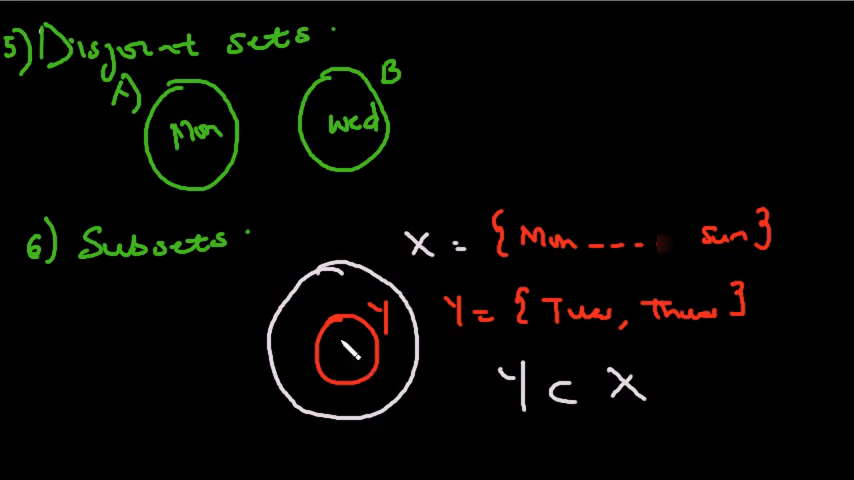 5) Disjoint sets.
A) Mon
Wed B
6) Subsets.
X = { Mon ---- Sun }
Y = { Tues, Thurs }
Y
Y ⊂ X